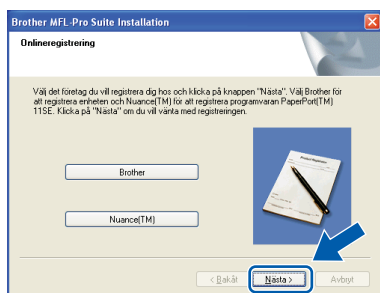 Brother MFL-Pro Suite Installation
Onlineregistrering
Välj det företag du vill registrera dig hos och klicka på knappen "Nästa". Välj Brother för
att registrera enheten och Nuance(TM) för att registrera programvaran PaperPort(TM)
11SE. Klicka på "Nästa" om du vill vänta med registreringen.
Brother
Product Registration
Nuance(TM)
< Bakåt
Nästa >
Avbryt